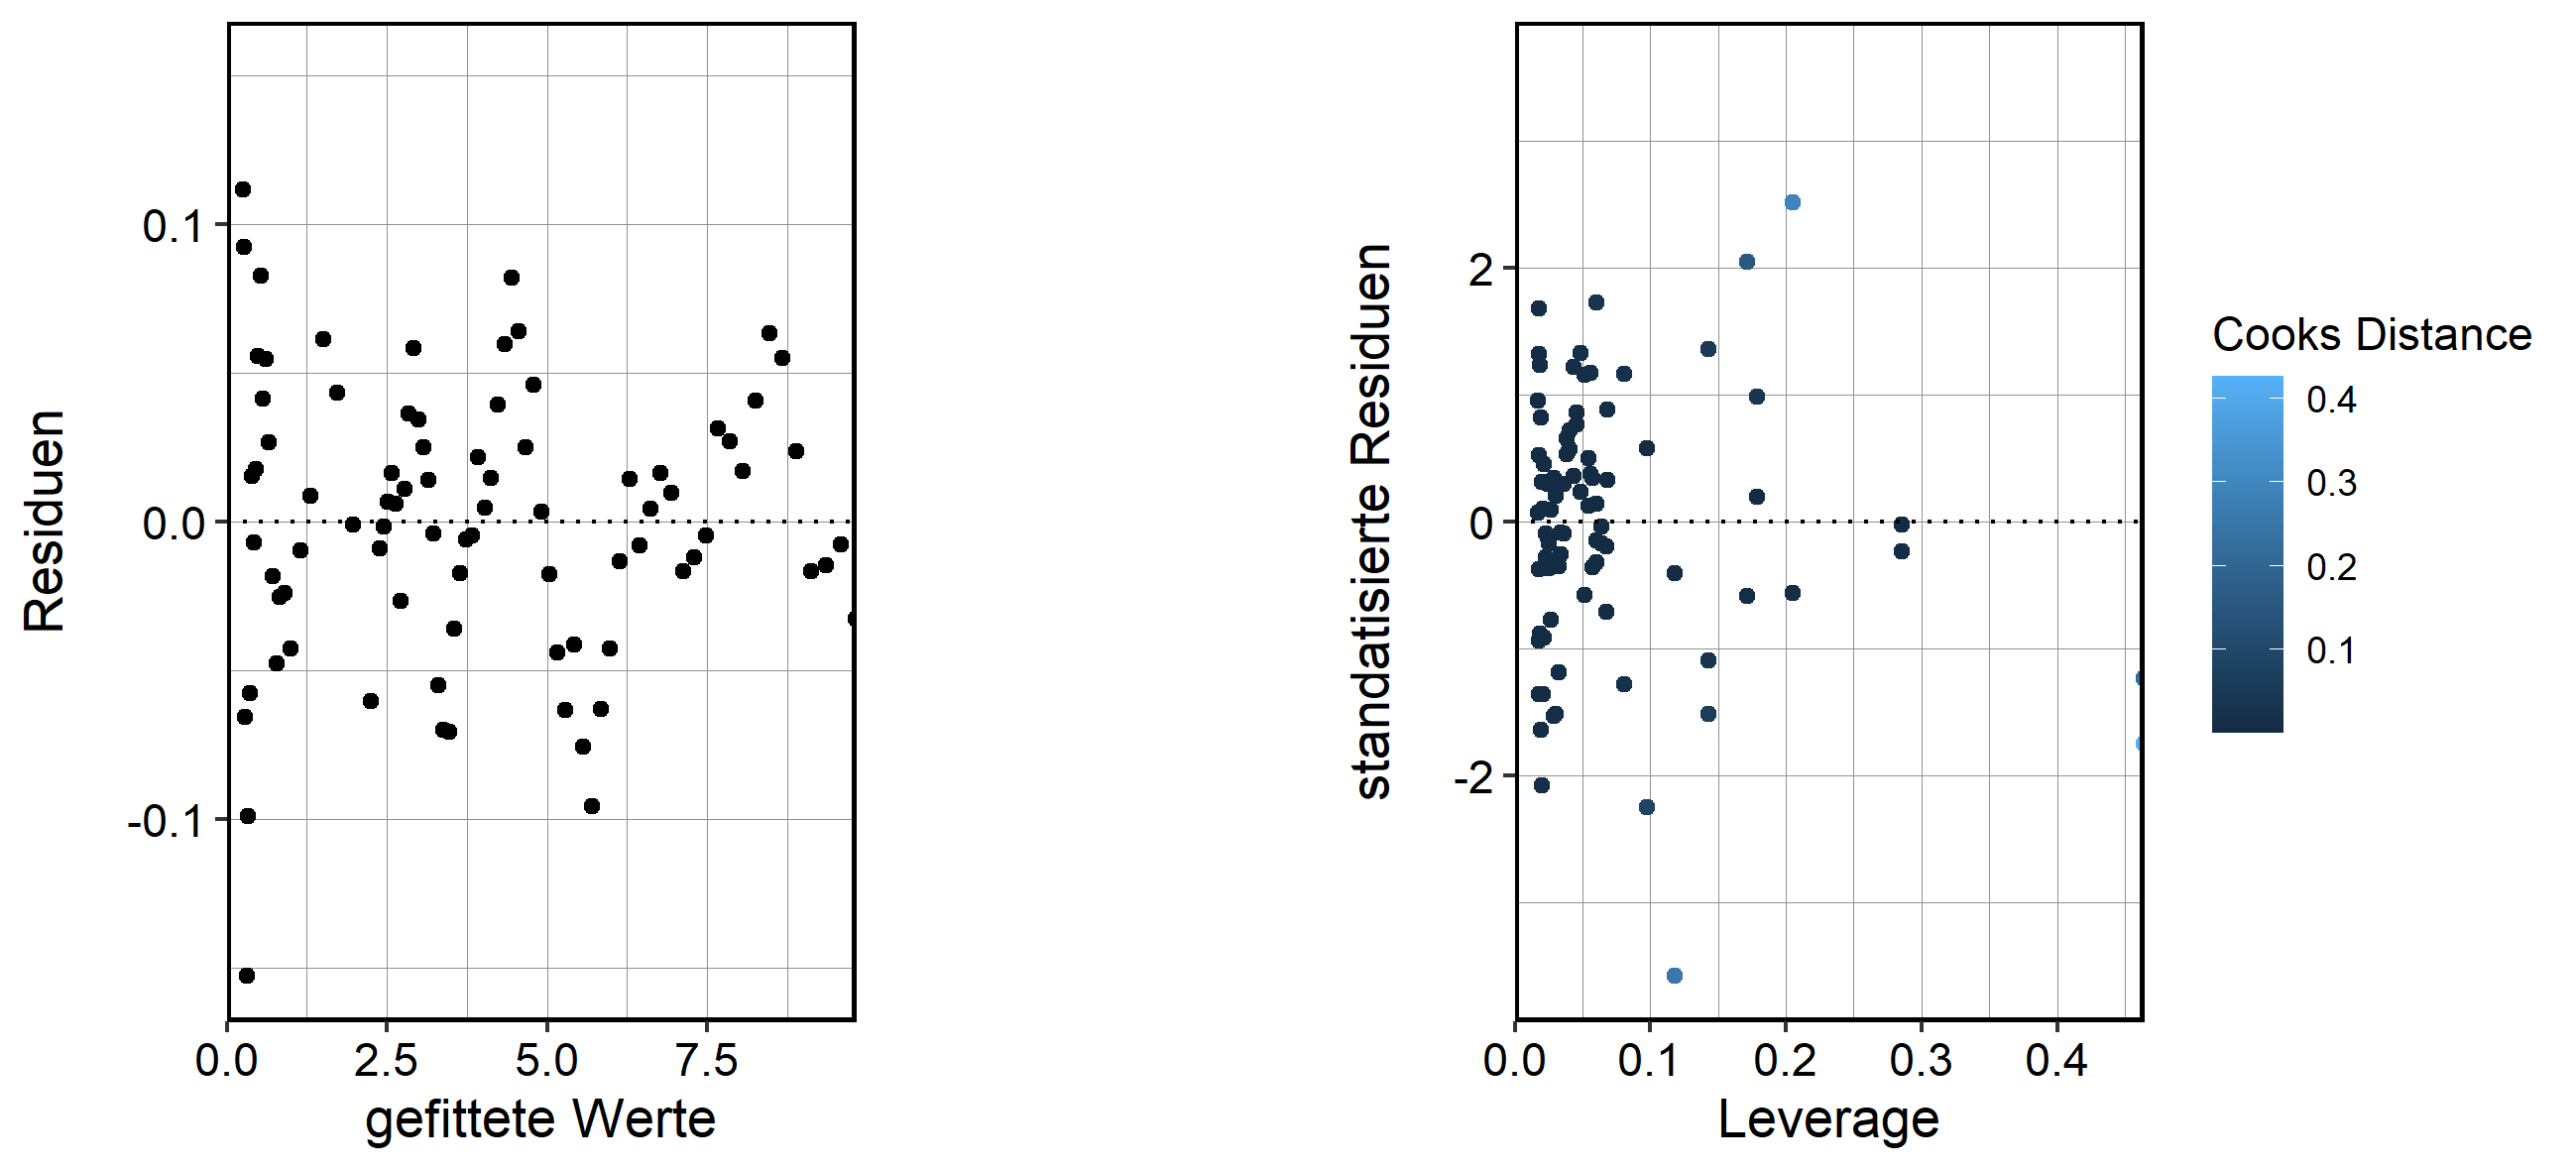 0.1
0.0
-0.1
Residuen
0.0 2.5 5.0 7.5
gefittete Werte
2
0
-2
standatisierte Residuen
0.0 0.1 0.2 0.3 0.4
Leverage
Cooks Distance
0.4
0.3
0.2
0.1